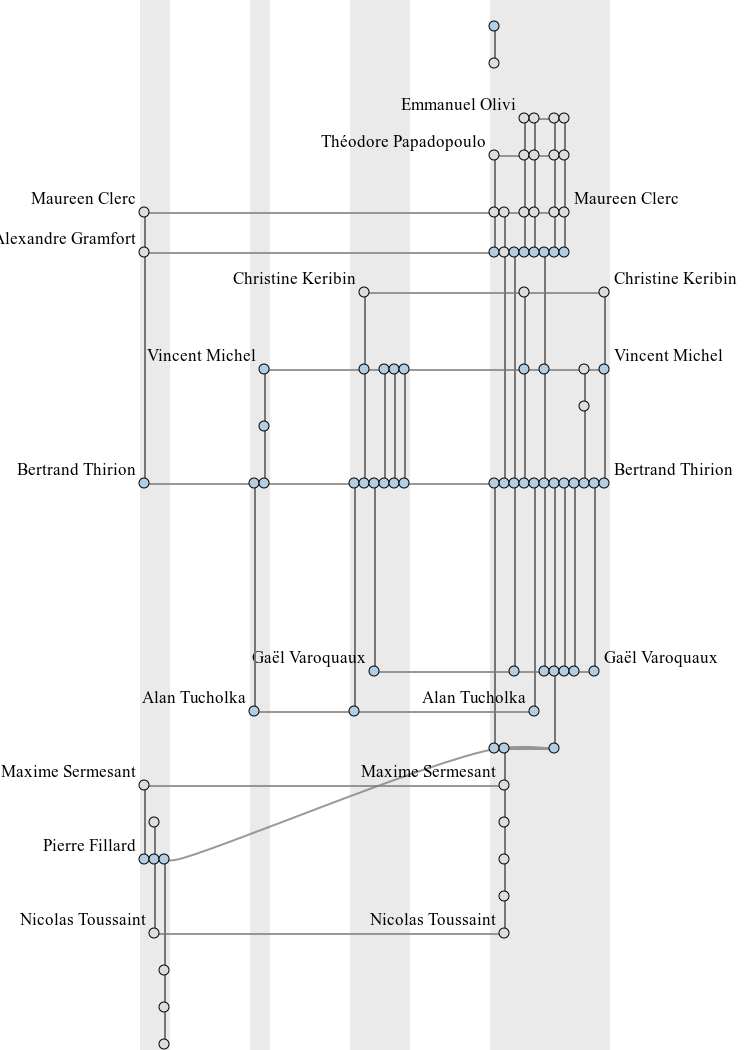 Emmanuel Olivi
Théodore Papadopoulo
Maureen Clerc
Maureen Clerc
Alexandre Gramfort
Christine Keribin
Christine Keribin
Vincent Michel
Vincent Michel
Bertrand Thirion
Bertrand Thirion
Gaël Varoquaux
Gaël Varoquaux
Alan Tucholka
Alan Tucholka
Maxime Sermesant
Maxime Sermesant
Pierre Fillard
Nicolas Toussaint
Nicolas Toussaint